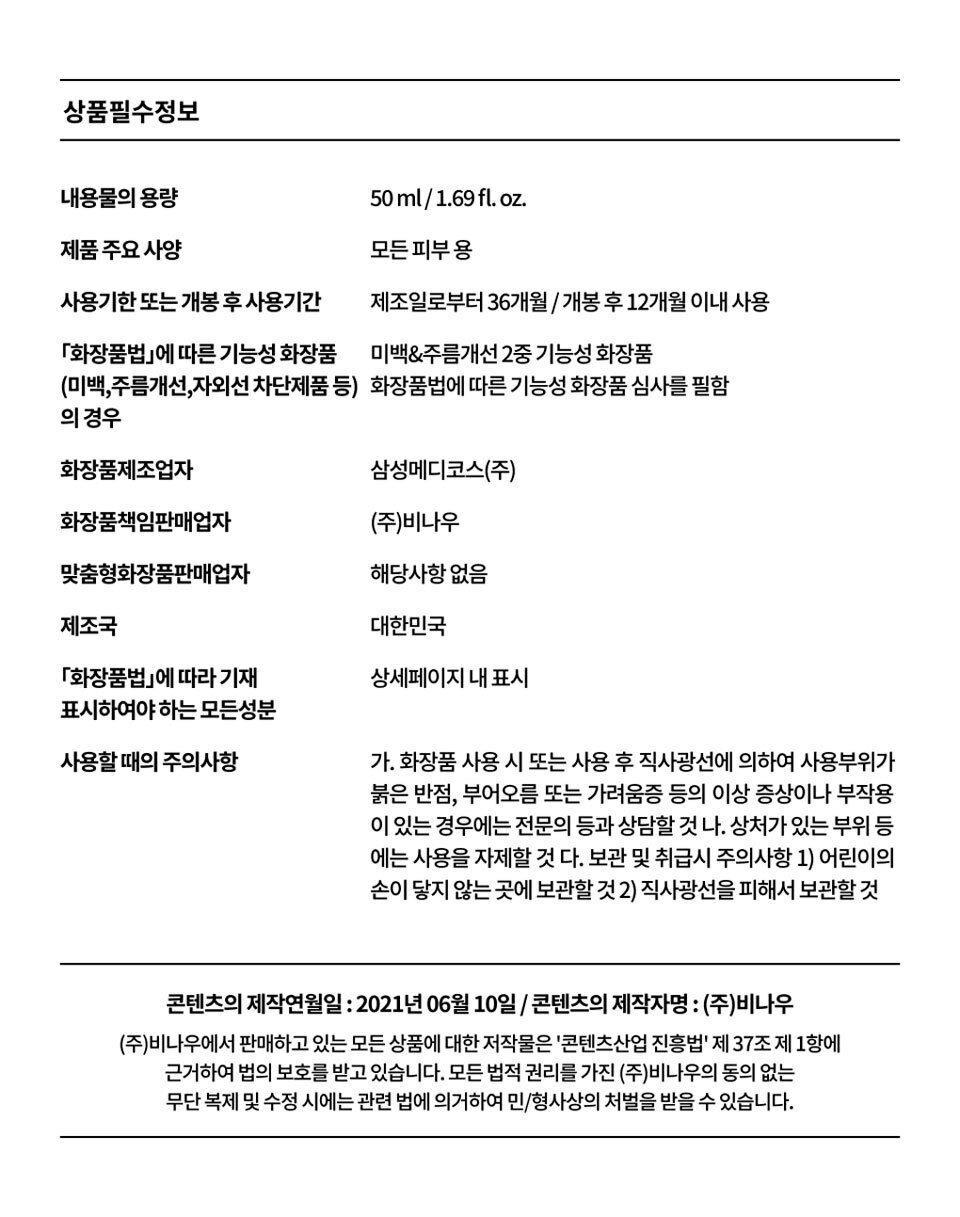 상품필수정보
내용물의 용량 50 ml / 1.69 fl. oz.
제품 주요 사양 모든 피부 용
사용기한 또는 개봉 후 사용기간 제조일로부터 36개월 / 개봉 후 12개월 이내 사용
「화장품법」에 따른 기능성 화장품 미백&주름개선 2중 기능성 화장품
(미백,주름개선,자외선 차단제품 등) 화장품법에 따른 기능성 화장품 심사를 필함
의 경우
화장품제조업자 삼성메디코스(주)
화장품책임판매업자 (주)비나우
맞춤형화장품판매업자 해당사항 없음
제조국 대한민국
「화장품법」에 따라 기재 상세페이지 내 표시
표시하여야 하는 모든성분
사용할 때의 주의사항 가. 화장품 사용 시 또는 사용 후 직사광선에 의하여 사용부위가
붉은 반점, 부어오름 또는 가려움증 등의 이상 증상이나 부작용
이 있는 경우에는 전문의 등과 상담할 것 나. 상처가 있는 부위 등
에는 사용을 자제할 것 다. 보관 및 취급시 주의사항 1) 어린이의
손이 닿지 않는 곳에 보관할 것 2) 직사광선을 피해서 보관할 것
콘텐츠의 제작연월일 : 2021년 06월 10일 / 콘텐츠의 제작자명 : (주)비나우
(주)비나우에서 판매하고 있는 모든 상품에 대한 저작물은 '콘텐츠산업 진흥법' 제 37조 제 1항에
근거하여 법의 보호를 받고 있습니다. 모든 법적 권리를 가진 (주)비나우의 동의 없는
무단 복제 및 수정 시에는 관련 법에 의거하여 민/형사상의 처벌을 받을 수 있습니다.